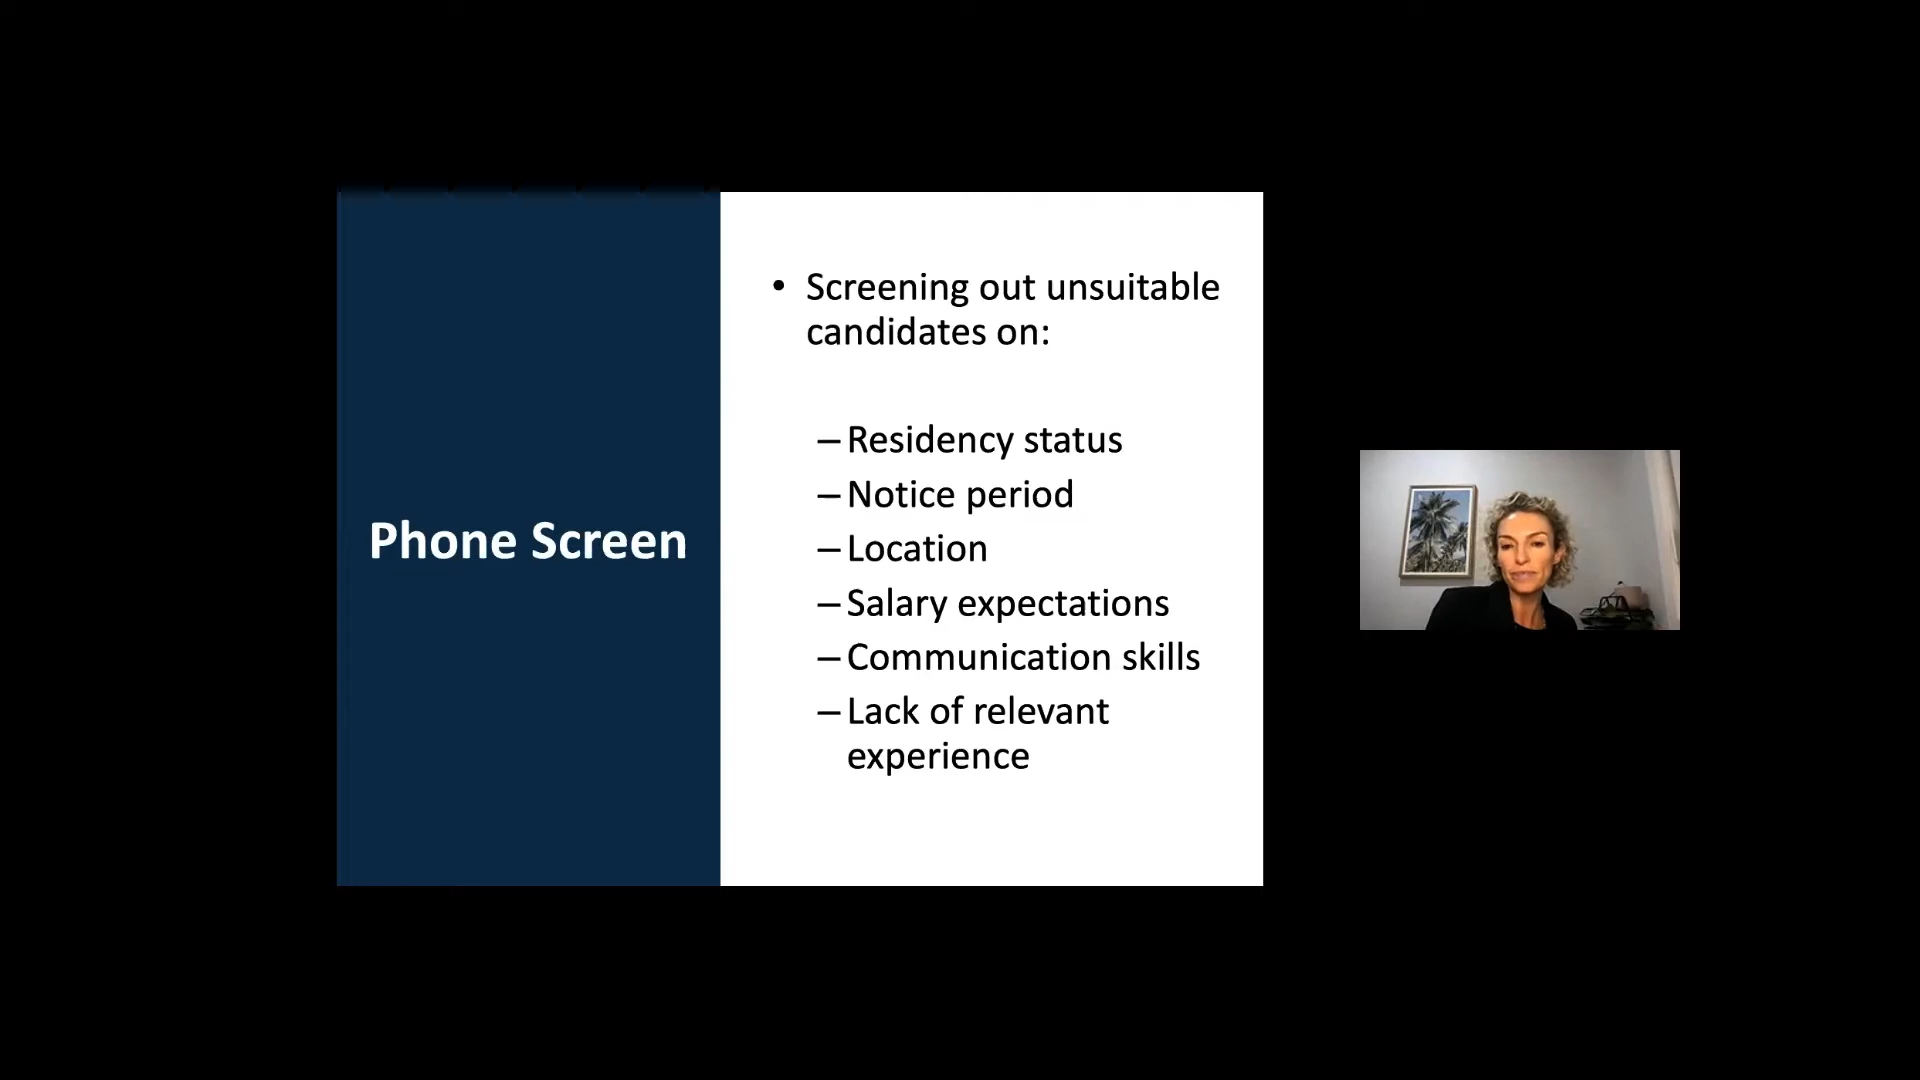 Phone Screen
• Screening out unsuitable
candidates on:
– Residency status
– Notice period
– Location
– Salary expectations
– Communication skills
– Lack of relevant
experience